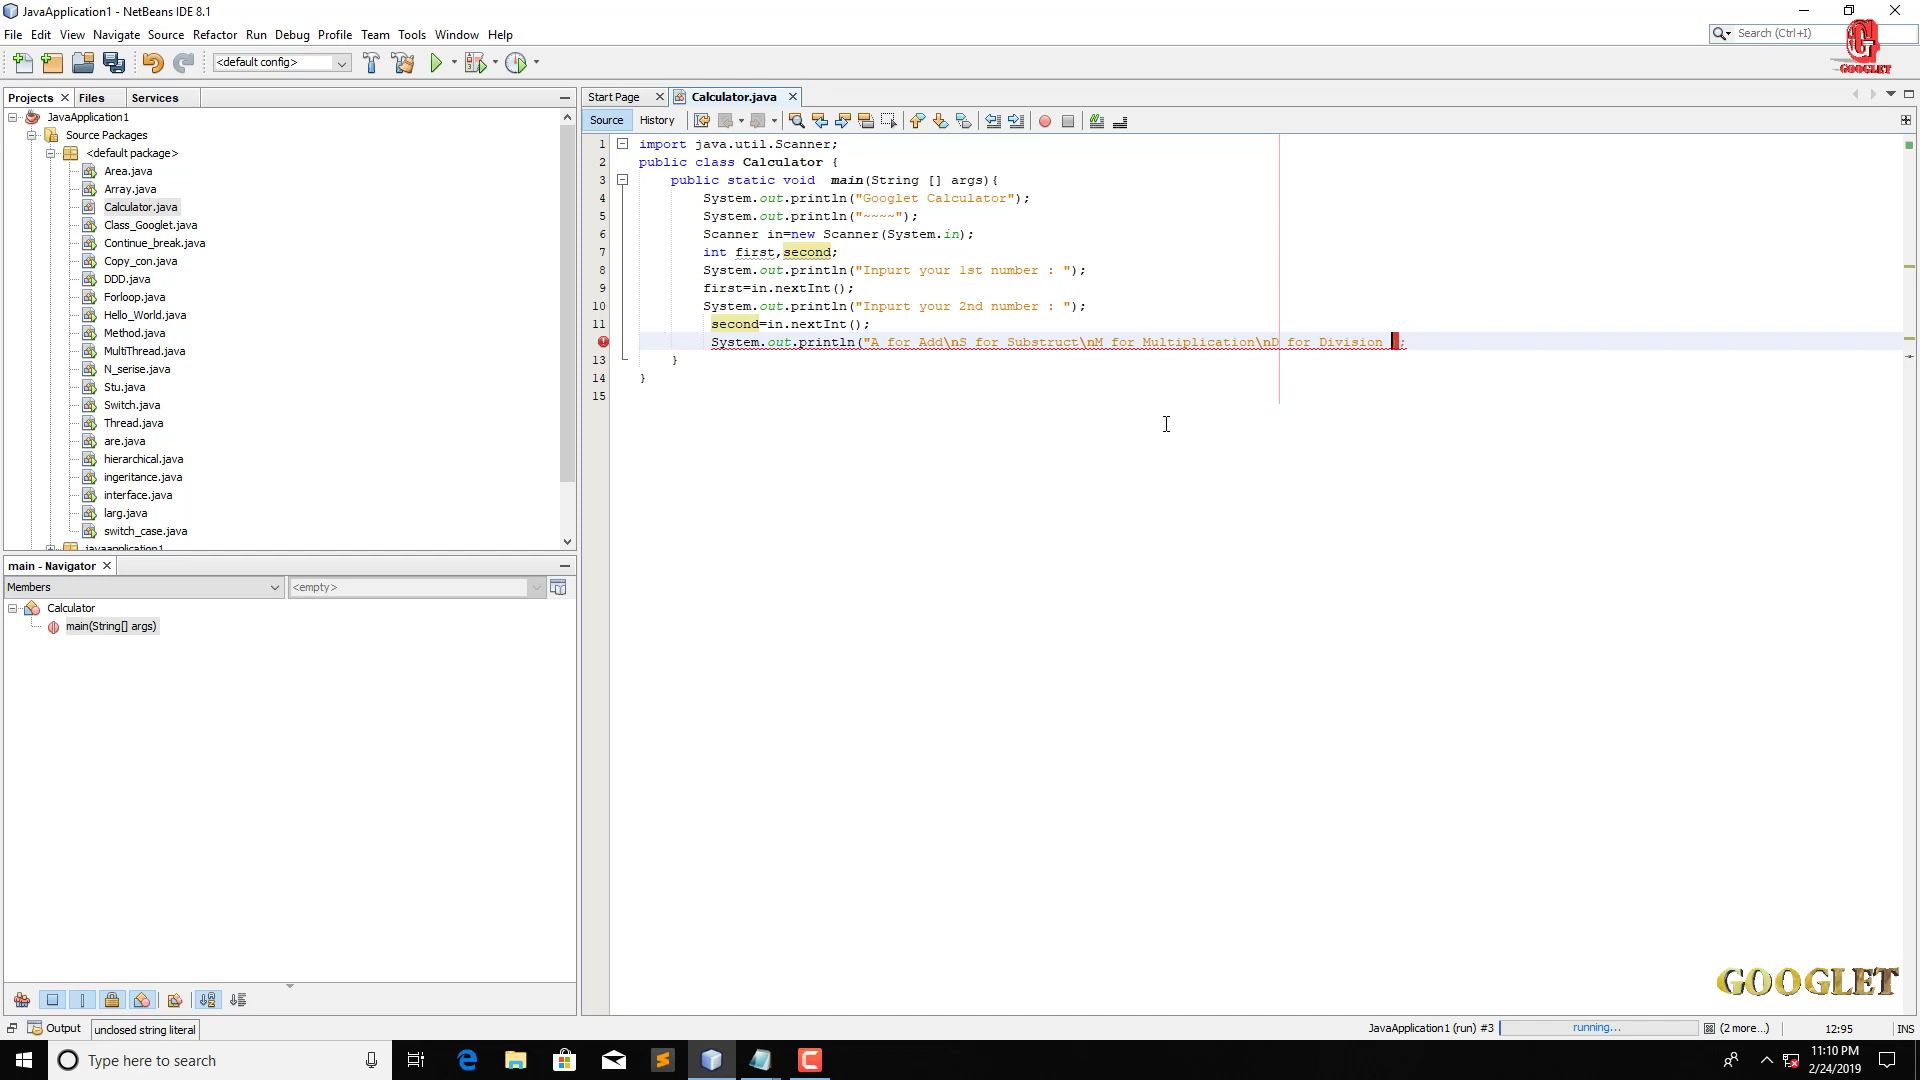 JavaApplication1 - NetBeans IDE 8.1
File Edit View Navigate Source Refactor Run Debug Profile Team Tools Window Help
Search (Ctrl+I)
G
GOOGLET
<default config>
Projects Files Services
Start Page Calculator.java
Source History
JavaApplication1
Source Packages
<default package>
Area.java
Array.java
Calculator.java
Class_Googlet.java
Continue_break.java
Copy_con.java
DDD.java
Forloop.java
Hello_World.java
Method.java
MultiThread.java
N_serise.java
Stu.java
Switch.java
Thread.java
are.java
hierarchical.java
ingeritance.java
interface.java
larg.java
switch_case.java
javaapplication1
1 import java.util.Scanner;
2 public class Calculator {
3 public static void main(String [] args){
4 System.out.println("Googlet Calculator");
5 System.out.println("~~~~");
6 Scanner in=new Scanner(System.in);
7 int first,second;
8 System.out.println("Inpurt your 1st number : ");
9 first=in.nextInt();
10 System.out.println("Inpurt your 2nd number : ");
11 second=in.nextInt();
System.out.println("A for Add\nS for Substruct\nM for Multiplication\nD for Division ;
13 }
14 }
15
main - Navigator
Members <empty>
Calculator
main(String[] args)
GOOGLET
Output unclosed string literal
JavaApplication1 (run) #3 running... (2 more...) 12:95 INS
Type here to search
11:10 PM
2/24/2019